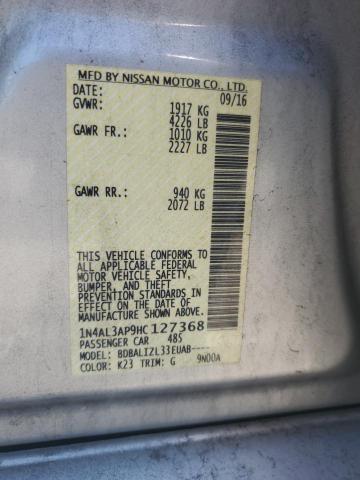 MFD BY NISSAN MOTOR CO., LTD.
DATE: 09/16
GVWR: 1917 KG
4226 LB
GAWR FR.: 1010 KG
2227 LB
GAWR RR.: 940 KG
2072 LB
THIS VEHICLE CONFORMS TO
ALL APPLICABLE FEDERAL
MOTOR VEHICLE SAFETY,
BUMPER, AND THEFT
PREVENTION STANDARDS IN
EFFECT ON THE DATE OF
MANUFACTURE SHOWN ABOVE.
1N4AL3AP9HC127368
PASSENGER CAR 485
MODEL: BDBALIZL33EUAB----
COLOR: K23 TRIM: G 9N00A